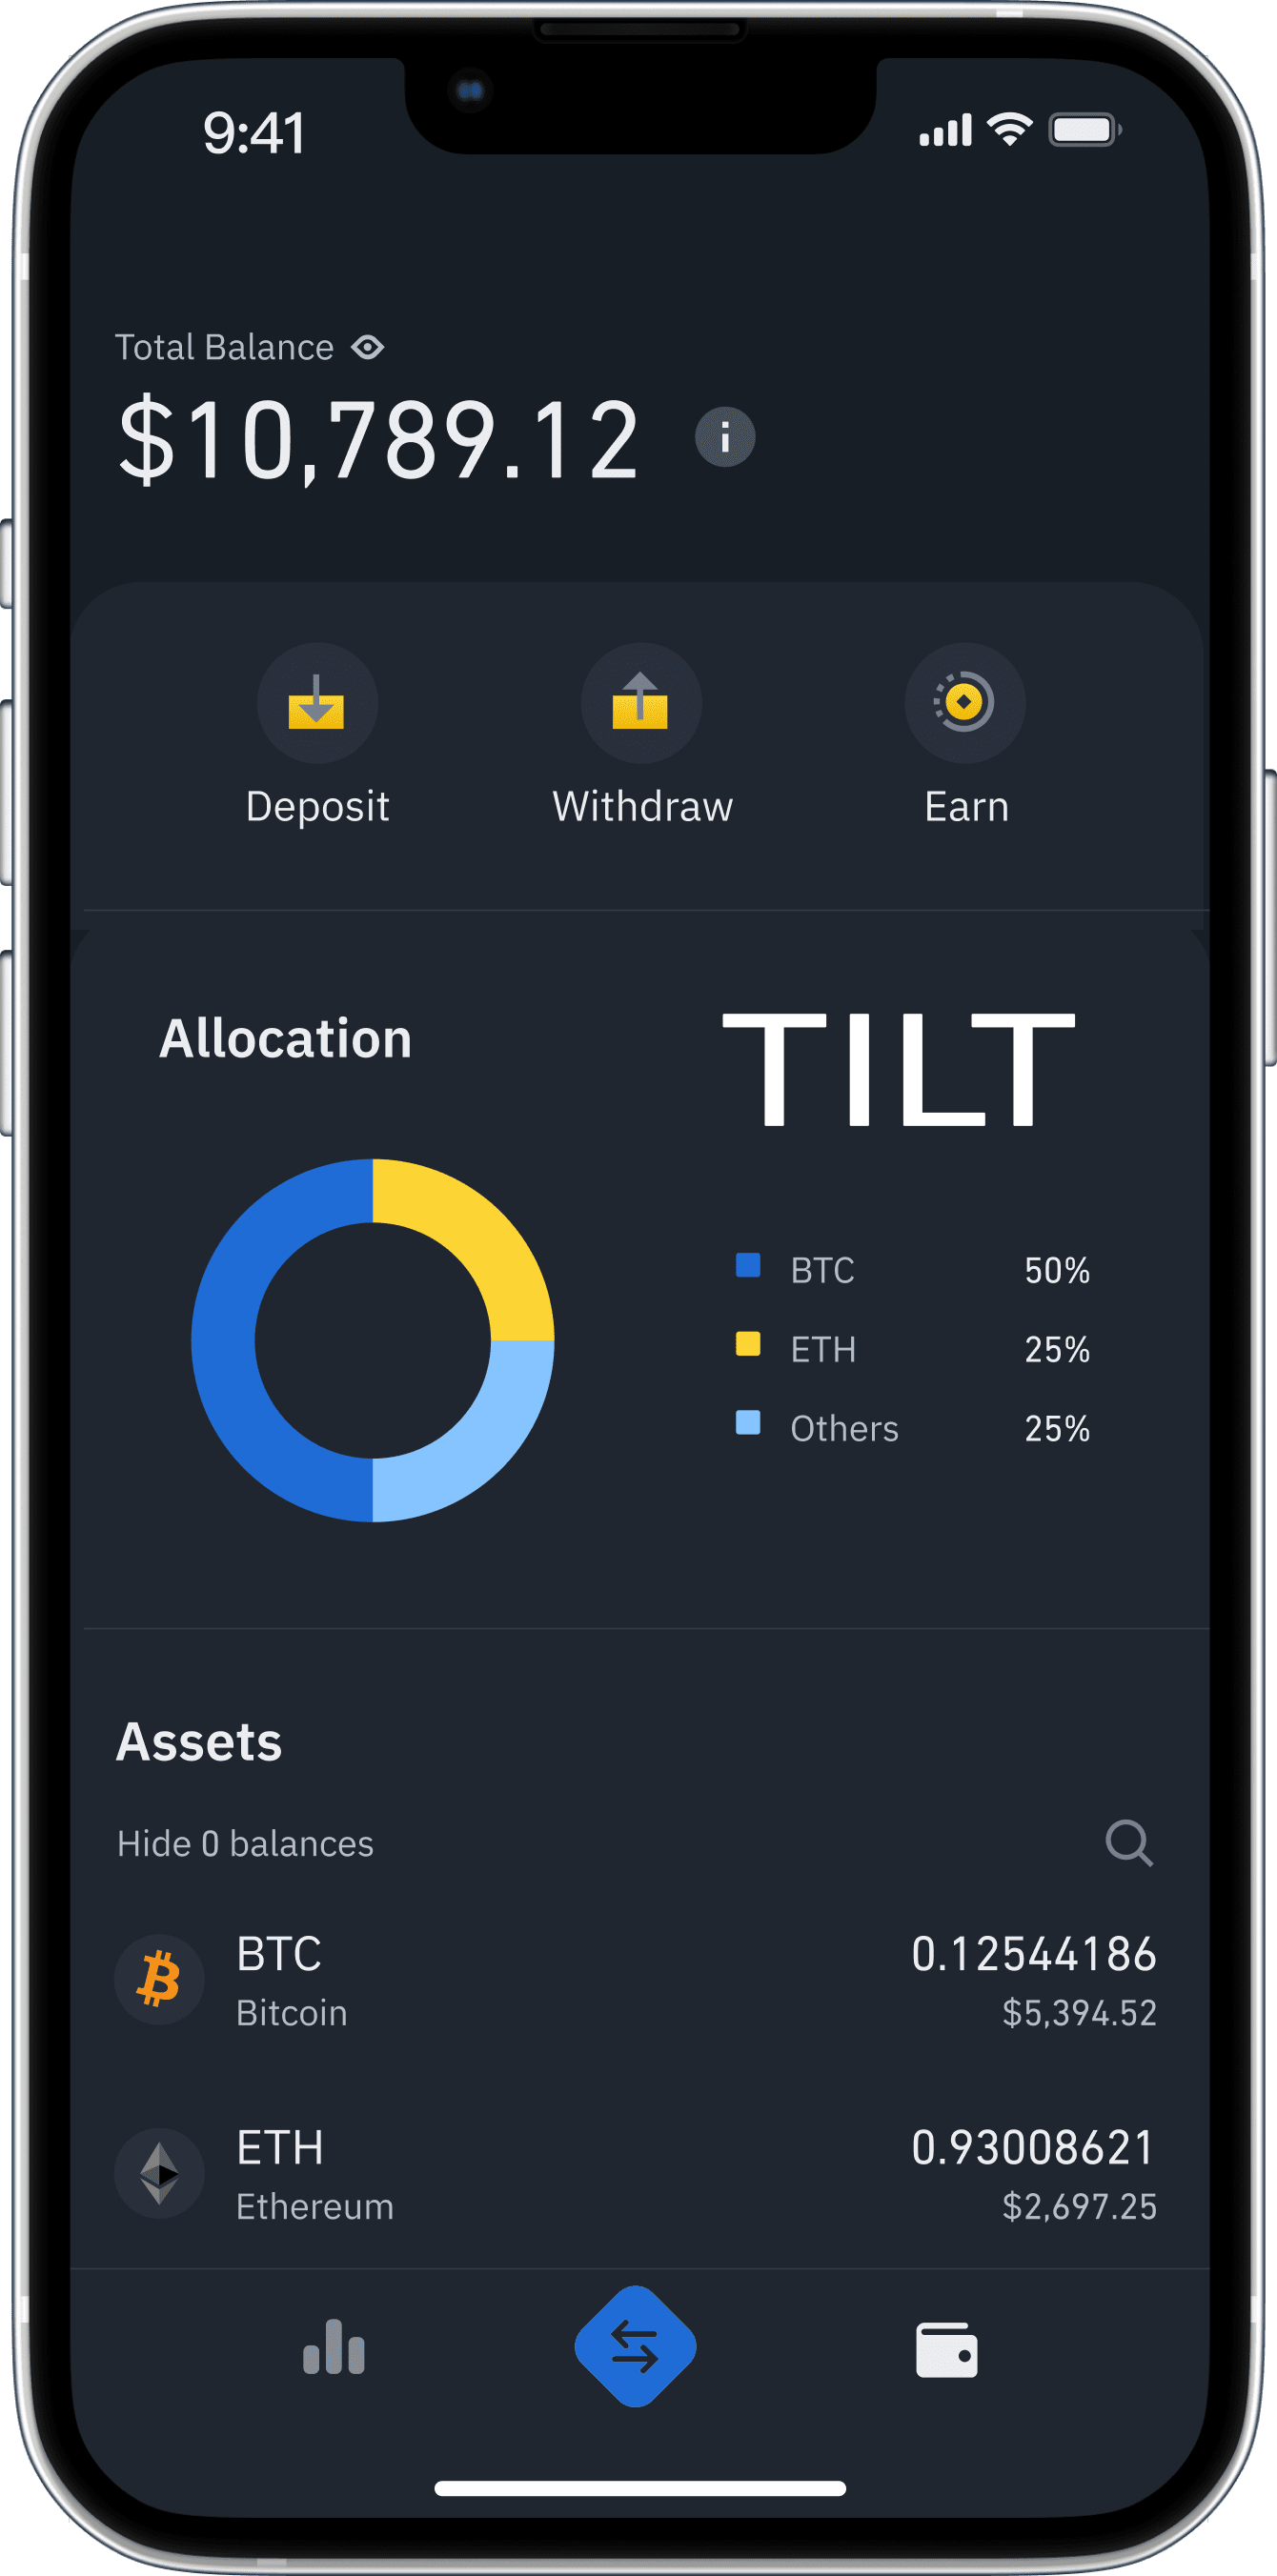 9:41
Total Balance
$10,789.12
Deposit Withdraw Earn
Allocation
TILT
BTC 50%
ETH 25%
Others 25%
Assets
Hide 0 balances
BTC 0.12544186
Bitcoin $5,394.52
ETH 0.93008621
Ethereum $2,697.25